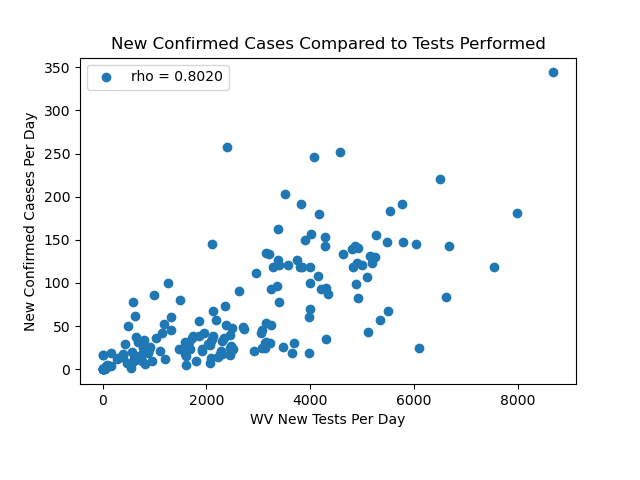 New Confirmed Cases Compared to Tests Performed
rho = 0.8020
New Confirmed Caeses Per Day
350
300
250
200
150
100
50
0
0 2000 4000 6000 8000
WV New Tests Per Day